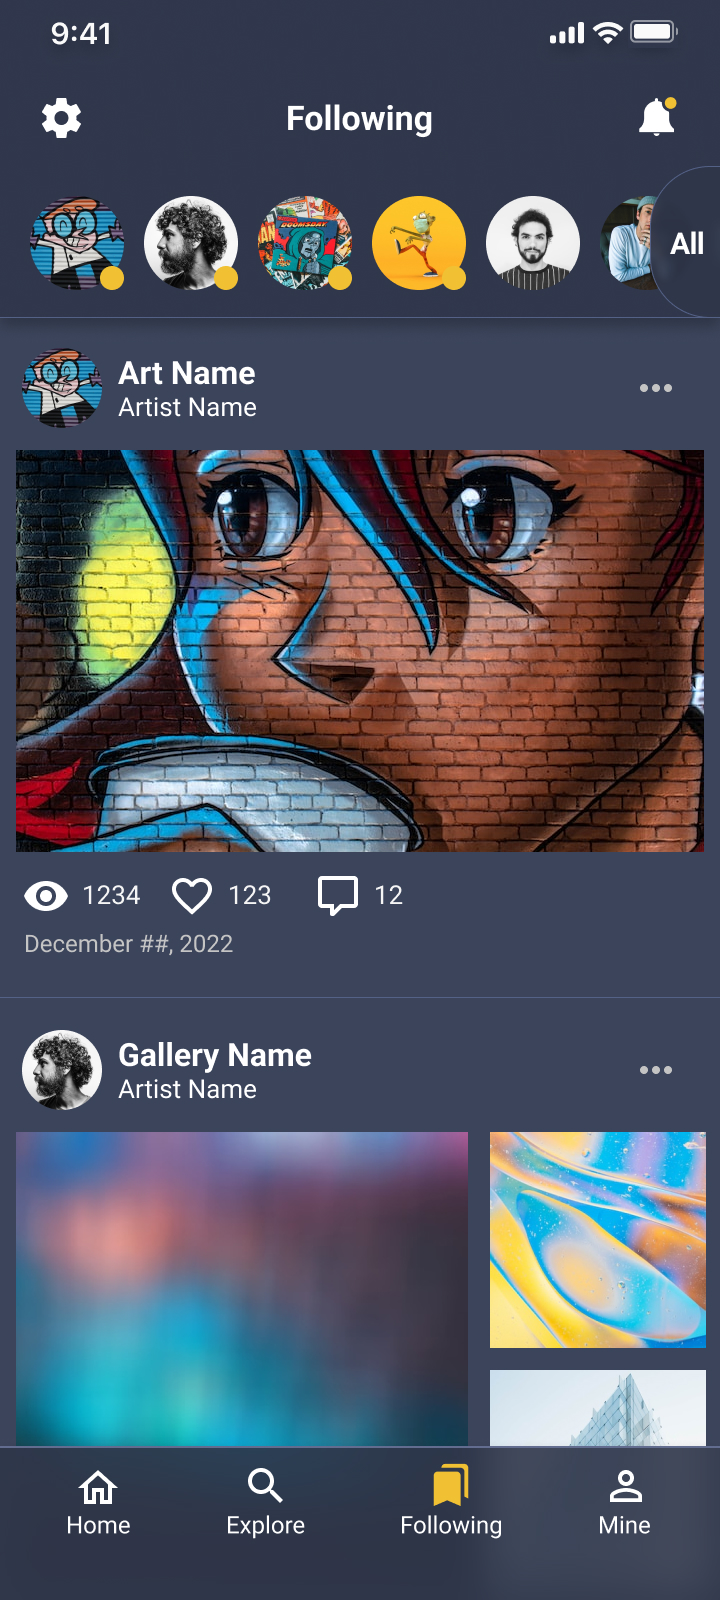 9:41
Following
DOOMSDAY
All
Art Name
Artist Name
1234 123 12
December ##, 2022
Gallery Name
Artist Name
Home Explore Following Mine